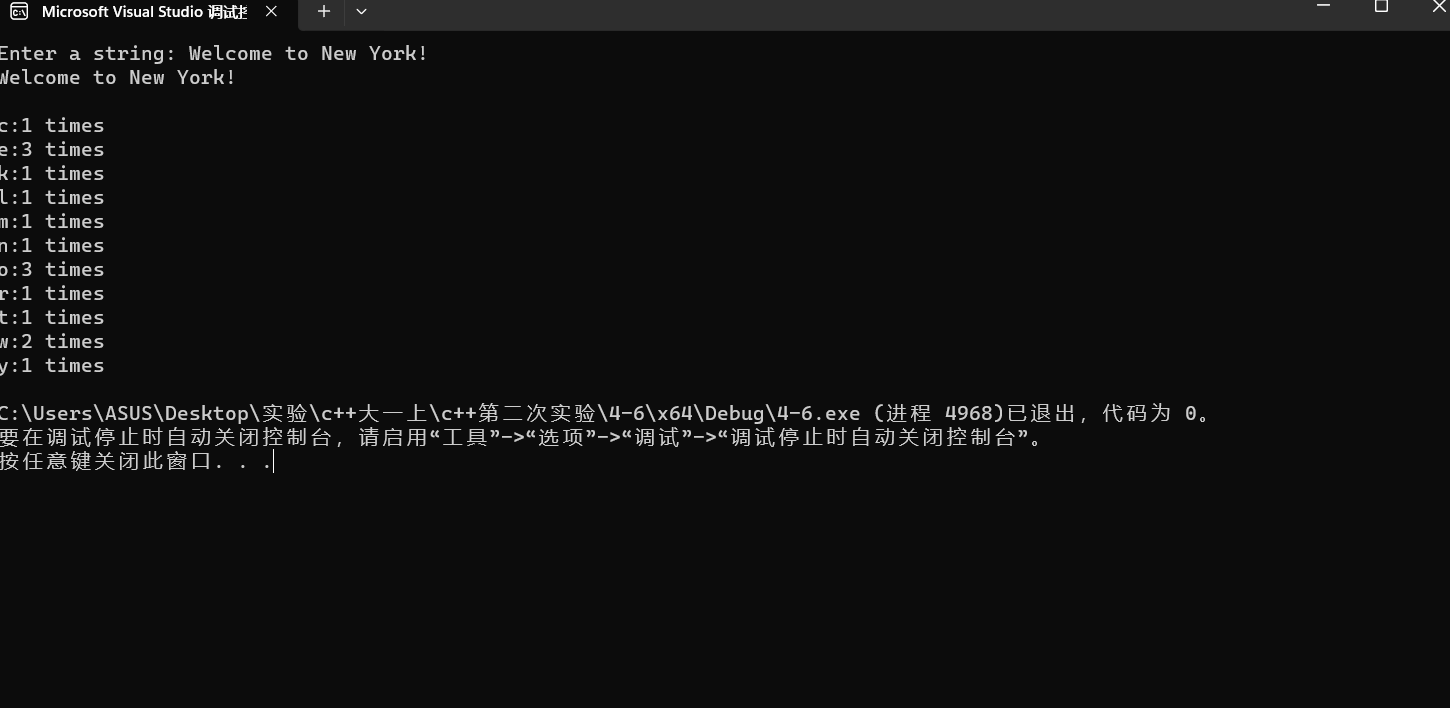 Microsoft Visual Studio 调试
Enter a string: Welcome to New York!
Welcome to New York!
c:1 times
e:3 times
k:1 times
l:1 times
m:1 times
n:1 times
o:3 times
r:1 times
t:1 times
w:2 times
y:1 times
C:\Users\ASUS\Desktop\实验\c++大一上\c++第二次实验\4-6\x64\Debug\4-6.exe (进程 4968)已退出，代码为 0。
要在调试停止时自动关闭控制台，请启用“工具”->“选项”->“调试”->“调试停止时自动关闭控制台”。
按任意键关闭此窗口. . .